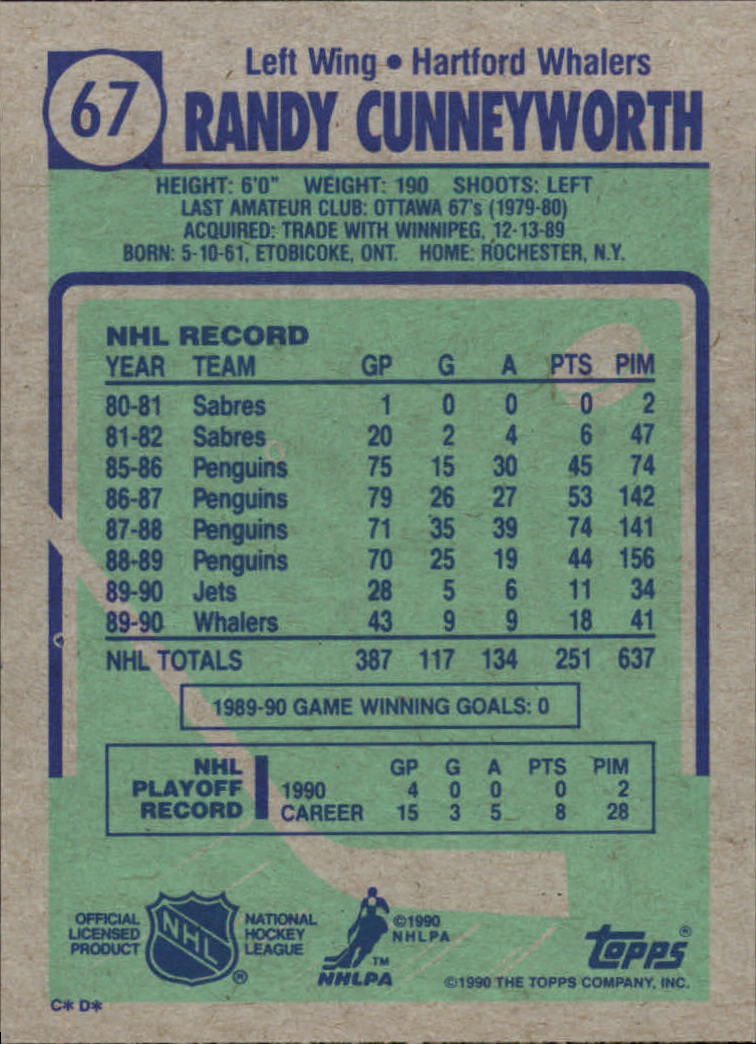 67
Left Wing • Hartford Whalers
RANDY CUNNEYWORTH
HEIGHT: 6'0" WEIGHT: 190 SHOOTS: LEFT
LAST AMATEUR CLUB: OTTAWA 67's (1979-80)
ACQUIRED: TRADE WITH WINNIPEG, 12-13-89
BORN: 5-10-61, ETOBICOKE, ONT. HOME: ROCHESTER, N.Y.
NHL RECORD
YEAR TEAM GP G A PTS PIM
80-81 Sabres 1 0 0 0 2
81-82 Sabres 20 2 4 6 47
85-86 Penguins 75 15 30 45 74
86-87 Penguins 79 26 27 53 142
87-88 Penguins 71 35 39 74 141
88-89 Penguins 70 25 19 44 156
89-90 Jets 28 5 6 11 34
89-90 Whalers 43 9 9 18 41
NHL TOTALS 387 117 134 251 637
1989-90 GAME WINNING GOALS: 0
NHL PLAYOFF RECORD
GP G A PTS PIM
1990 4 0 0 0 2
CAREER 15 3 5 8 28
OFFICIAL
LICENSED
PRODUCT
NHL ®
NATIONAL
HOCKEY
LEAGUE
TM
NHLPA
©1990
NHLPA
Topps ®
©1990 THE TOPPS COMPANY, INC.
C* D*